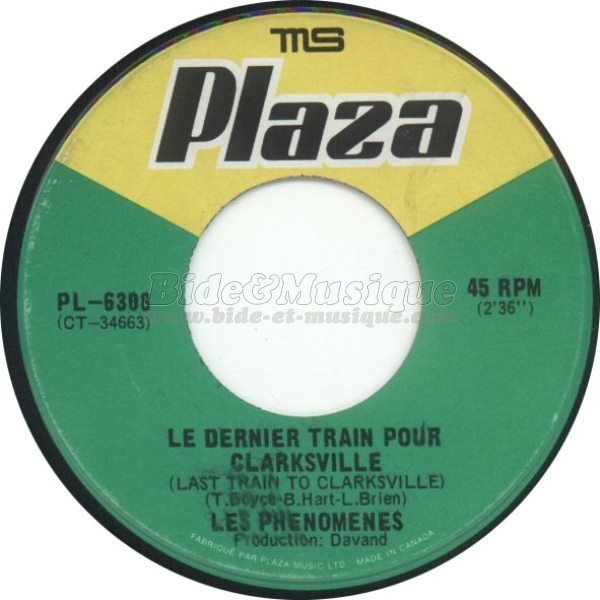 MS
Plaza
PL-6308
(CT-34663)
45 RPM
(2'36")
Bide&Musique
www.bide-et-musique.com
LE DERNIER TRAIN POUR
CLARKSVILLE
(LAST TRAIN TO CLARKSVILLE)
(T.Boyce-B.Hart-L.Brien)
LES PHENOMENES
Production: Davand
FABRIQUÉ PAR PLAZA MUSIC LTD MADE IN CANADA